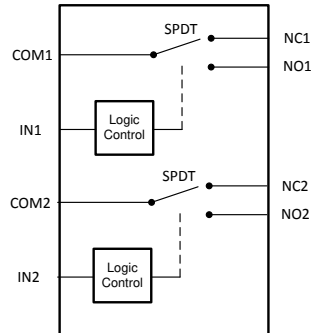 SPDT
NC1
COM1
NO1
IN1
Logic
Control
SPDT
NC2
COM2
NO2
IN2
Logic
Control